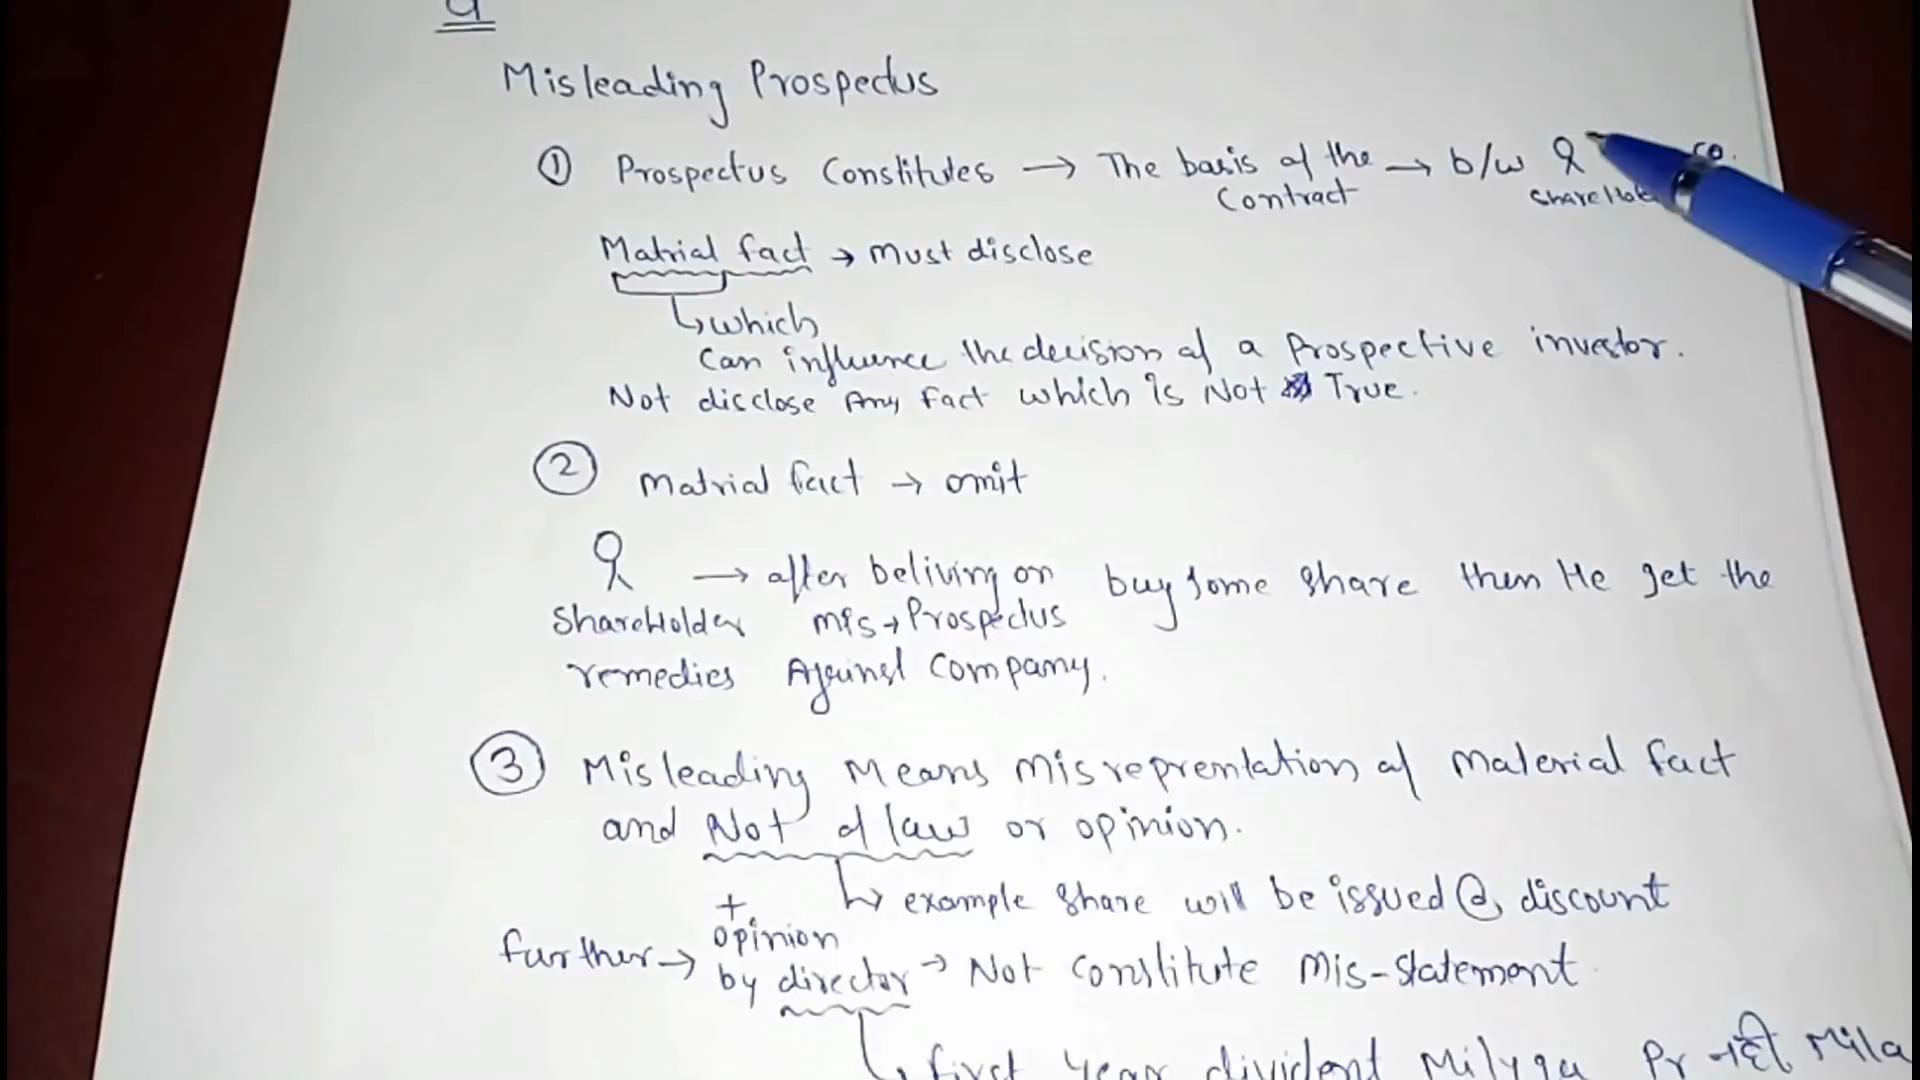 Misleading Prospectus
① Prospectus Constitutes → The basis of the → b/w co.
Contract
Matrial fact → Must disclose
↳ which
Can influence the decision of a Prospective investor.
Not disclose Any fact which is Not True.
② Matrial fact → omit
→ after beliving on buy some share then He get the
ShareHolder mis → Prospectus
remedies Against Company.
③ Misleading Means misreprentation of Material fact
and Not of law or opinion.
+ ↳ example share will be issued @ discount
further → opinion
by director → Not Constitute Mis-statement
↳ first year divident Milyga Pr नही Mila